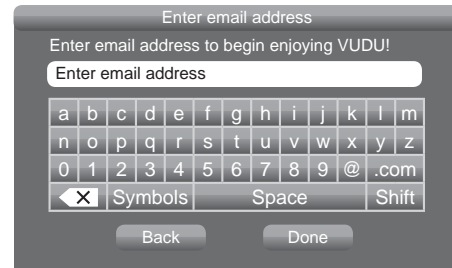 Enter email address
Enter email address to begin enjoying VUDU!
Enter email address
a b c d e f g h i j k l m
n o p q r s t u v w x y z
0 1 2 3 4 5 6 7 8 9 @ .com
X Symbols Space Shift
Back Done